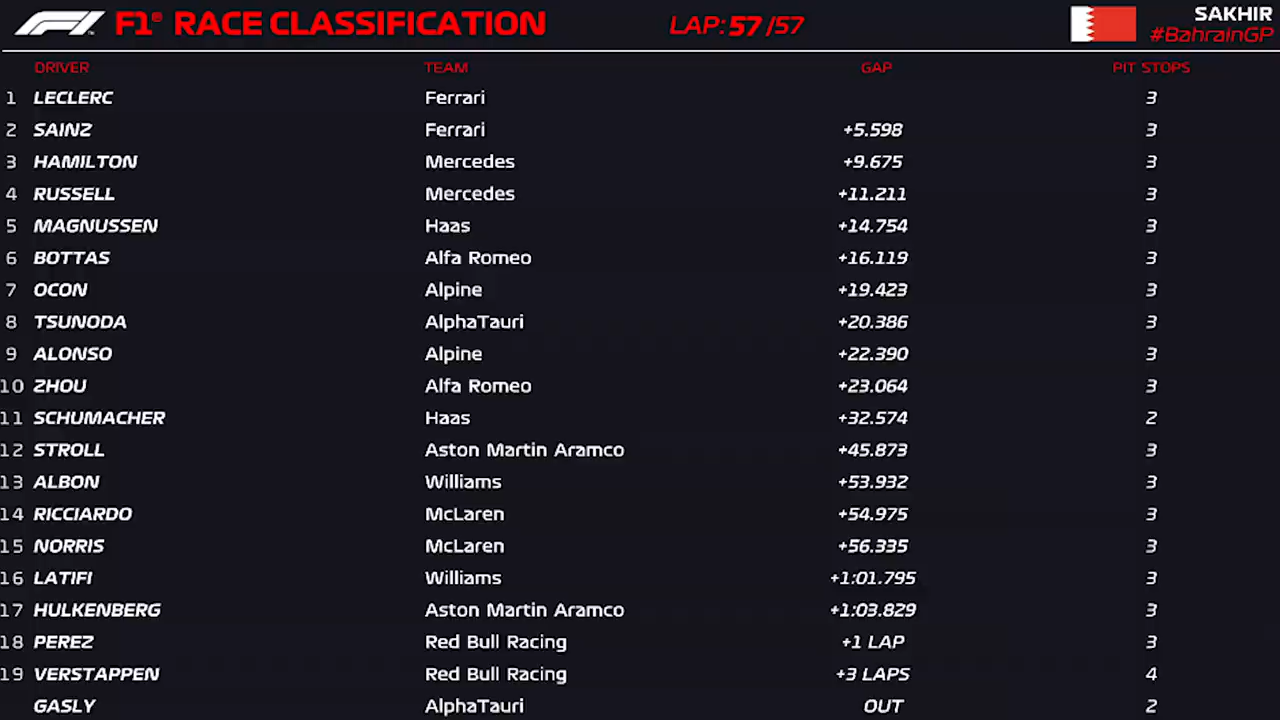 F1 F1® RACE CLASSIFICATION LAP: 57 /57 SAKHIR
#BahrainGP
DRIVER TEAM GAP PIT STOPS
1 LECLERC Ferrari 3
2 SAINZ Ferrari +5.598 3
3 HAMILTON Mercedes +9.675 3
4 RUSSELL Mercedes +11.211 3
5 MAGNUSSEN Haas +14.754 3
6 BOTTAS Alfa Romeo +16.119 3
7 OCON Alpine +19.423 3
8 TSUNODA AlphaTauri +20.386 3
9 ALONSO Alpine +22.390 3
10 ZHOU Alfa Romeo +23.064 3
11 SCHUMACHER Haas +32.574 2
12 STROLL Aston Martin Aramco +45.873 3
13 ALBON Williams +53.932 3
14 RICCIARDO McLaren +54.975 3
15 NORRIS McLaren +56.335 3
16 LATIFI Williams +1:01.795 3
17 HULKENBERG Aston Martin Aramco +1:03.829 3
18 PEREZ Red Bull Racing +1 LAP 3
19 VERSTAPPEN Red Bull Racing +3 LAPS 4
GASLY AlphaTauri OUT 2